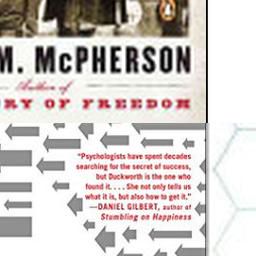 M. McPHERSON
Author of
RY OF FREEDOM
"Psychologists have spent decades
searching for the secret of success,
but Duckworth is the one who
found it. . . . She not only tells us
what it is, but also how to get it."
—DANIEL GILBERT, author of
Stumbling on Happiness